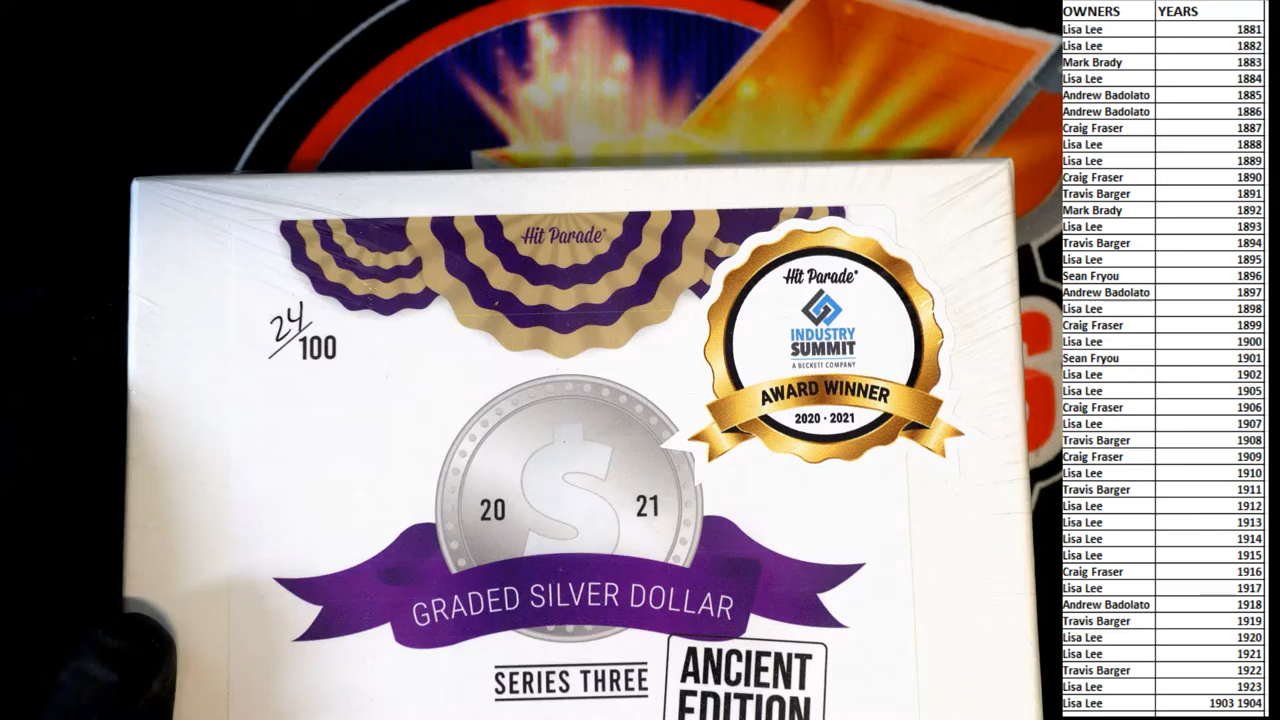 Hit Parade®
24/100
Hit Parade®
INDUSTRY
SUMMIT
A BECKETT COMPANY
AWARD WINNER
2020 · 2021
20 21
GRADED SILVER DOLLAR
SERIES THREE
ANCIENT
EDITION
OWNERS YEARS
Lisa Lee 1881
Lisa Lee 1882
Mark Brady 1883
Lisa Lee 1884
Andrew Badolato 1885
Andrew Badolato 1886
Craig Fraser 1887
Lisa Lee 1888
Lisa Lee 1889
Craig Fraser 1890
Travis Barger 1891
Mark Brady 1892
Lisa Lee 1893
Travis Barger 1894
Lisa Lee 1895
Sean Fryou 1896
Andrew Badolato 1897
Lisa Lee 1898
Craig Fraser 1899
Lisa Lee 1900
Sean Fryou 1901
Lisa Lee 1902
Lisa Lee 1905
Craig Fraser 1906
Lisa Lee 1907
Travis Barger 1908
Craig Fraser 1909
Lisa Lee 1910
Travis Barger 1911
Lisa Lee 1912
Lisa Lee 1913
Lisa Lee 1914
Lisa Lee 1915
Craig Fraser 1916
Lisa Lee 1917
Andrew Badolato 1918
Travis Barger 1919
Lisa Lee 1920
Lisa Lee 1921
Travis Barger 1922
Lisa Lee 1923
Lisa Lee 1903 1904